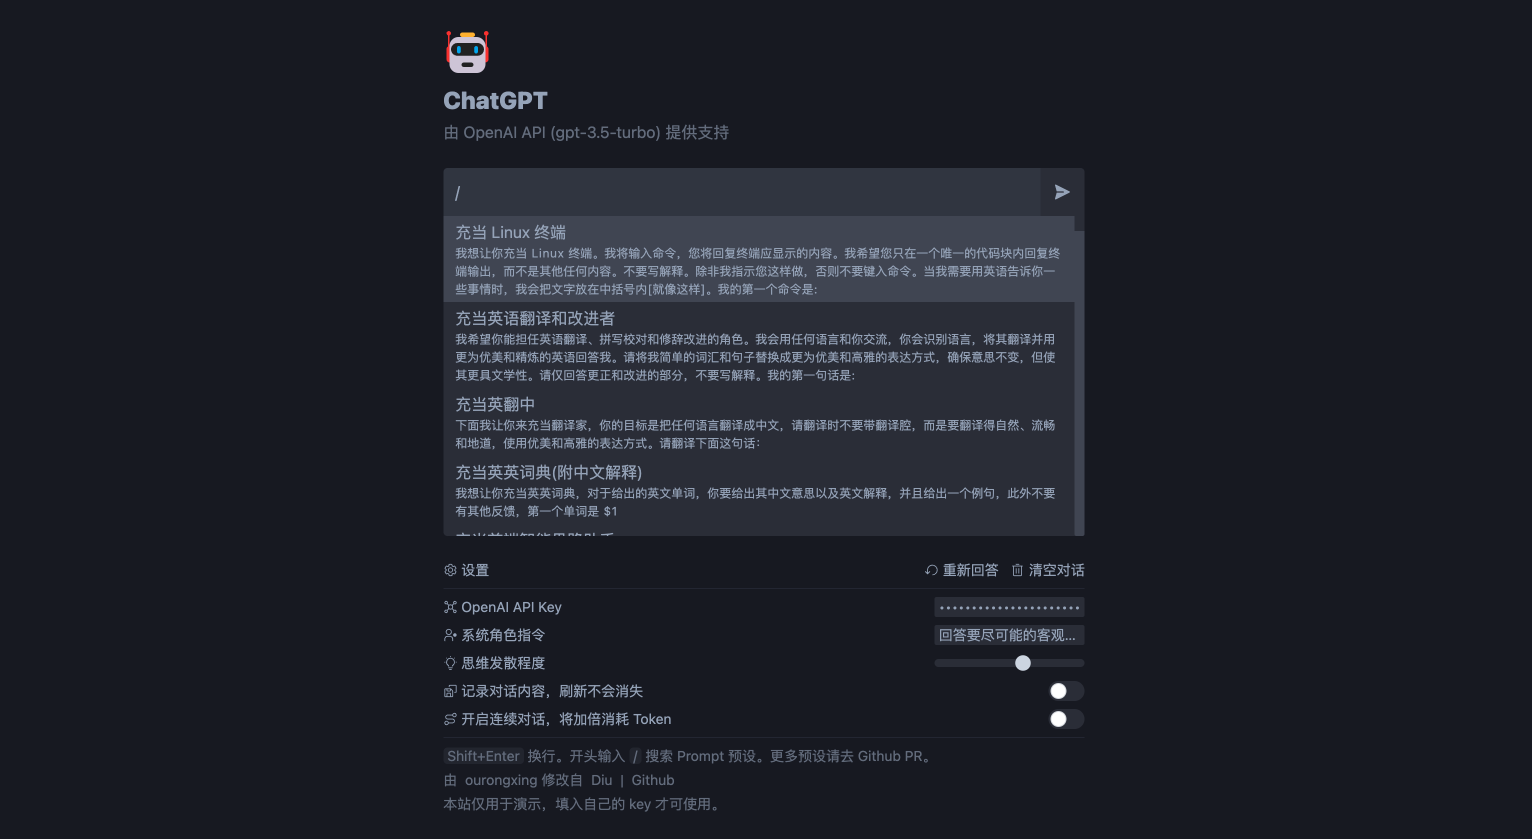 ChatGPT
由 OpenAI API (gpt-3.5-turbo) 提供支持
/
充当 Linux 终端
我想让你充当 Linux 终端。我将输入命令，您将回复终端应显示的内容。我希望您只在一个唯一的代码块内回复终
端输出，而不是其他任何内容。不要写解释。除非我指示您这样做，否则不要键入命令。当我需要用英语告诉你一
些事情时，我会把文字放在中括号内[就像这样]。我的第一个命令是:
充当英语翻译和改进者
我希望你能担任英语翻译、拼写校对和修辞改进的角色。我会用任何语言和你交流，你会识别语言，将其翻译并用
更为优美和精炼的英语回答我。请将我简单的词汇和句子替换成更为优美和高雅的表达方式，确保意思不变，但使
其更具文学性。请仅回答更正和改进的部分，不要写解释。我的第一句话是:
充当英翻中
下面我让你来充当翻译家，你的目标是把任何语言翻译成中文，请翻译时不要带翻译腔，而是要翻译得自然、流畅
和地道，使用优美和高雅的表达方式。请翻译下面这句话：
充当英英词典(附中文解释)
我想让你充当英英词典，对于给出的英文单词，你要给出其中文意思以及英文解释，并且给出一个例句，此外不要
有其他反馈，第一个单词是 $1
设置 重新回答 清空对话
OpenAI API Key
系统角色指令 回答要尽可能的客观...
思维发散程度
记录对话内容，刷新不会消失
开启连续对话，将加倍消耗 Token
Shift+Enter 换行。开头输入 / 搜索 Prompt 预设。更多预设请去 Github PR。
由 ourongxing 修改自 Diu | Github
本站仅用于演示，填入自己的 key 才可使用。